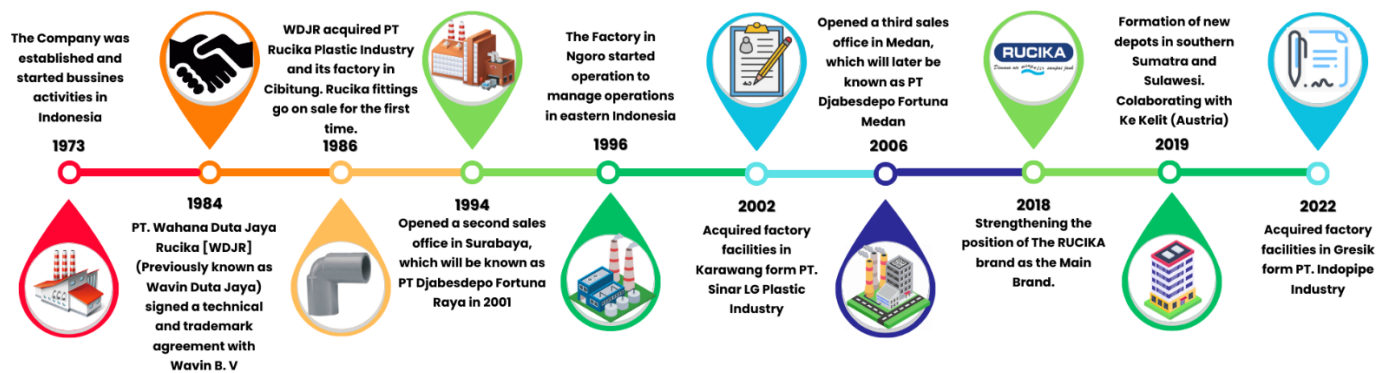 The Company was
established and
started bussines
activities in
Indonesia
1973
1984
PT. Wahana Duta Jaya
Rucika [WDJR]
(Previously known as
Wavin Duta Jaya)
signed a technical
and trademark
agreement with
Wavin B. V
WDJR acquired PT
Rucika Plastic Industry
and its factory in
Cibitung. Rucika fittings
go on sale for the first
time.
1986
1994
Opened a second sales
office in Surabaya,
which will be known as
PT Djabesdepo Fortuna
Raya in 2001
The Factory in
Ngoro started
operation to
manage operations
in eastern Indonesia
1996
2002
Acquired factory
facilities in
Karawang form PT.
Sinar LG Plastic
Industry
Opened a third sales
office in Medan,
which will later be
known as PT
Djabesdepo Fortuna
Medan
2006
RUCIKA
2018
Strengthening the
position of The RUCIKA
brand as the Main
Brand.
Formation of new
depots in southern
Sumatra and
Sulawesi.
Colaborating with
Ke Kelit (Austria)
2019
2022
Acquired factory
facilities in Gresik
form PT. Indopipe
Industry